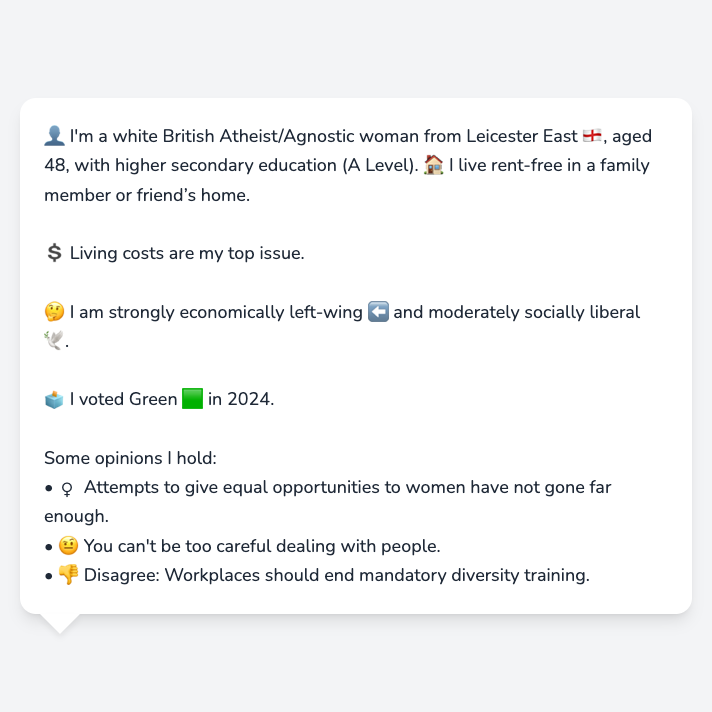 👤 I'm a white British Atheist/Agnostic woman from Leicester East 🏴󠁧󠁢󠁥󠁮󠁧󠁿, aged
48, with higher secondary education (A Level). 🏠 I live rent-free in a family
member or friend’s home.
💲 Living costs are my top issue.
🤔 I am strongly economically left-wing ⬅️ and moderately socially liberal
🕊️.
🗳️ I voted Green 🟩 in 2024.
Some opinions I hold:
• ♀️ Attempts to give equal opportunities to women have not gone far
enough.
• 🤨 You can't be too careful dealing with people.
• 👎 Disagree: Workplaces should end mandatory diversity training.